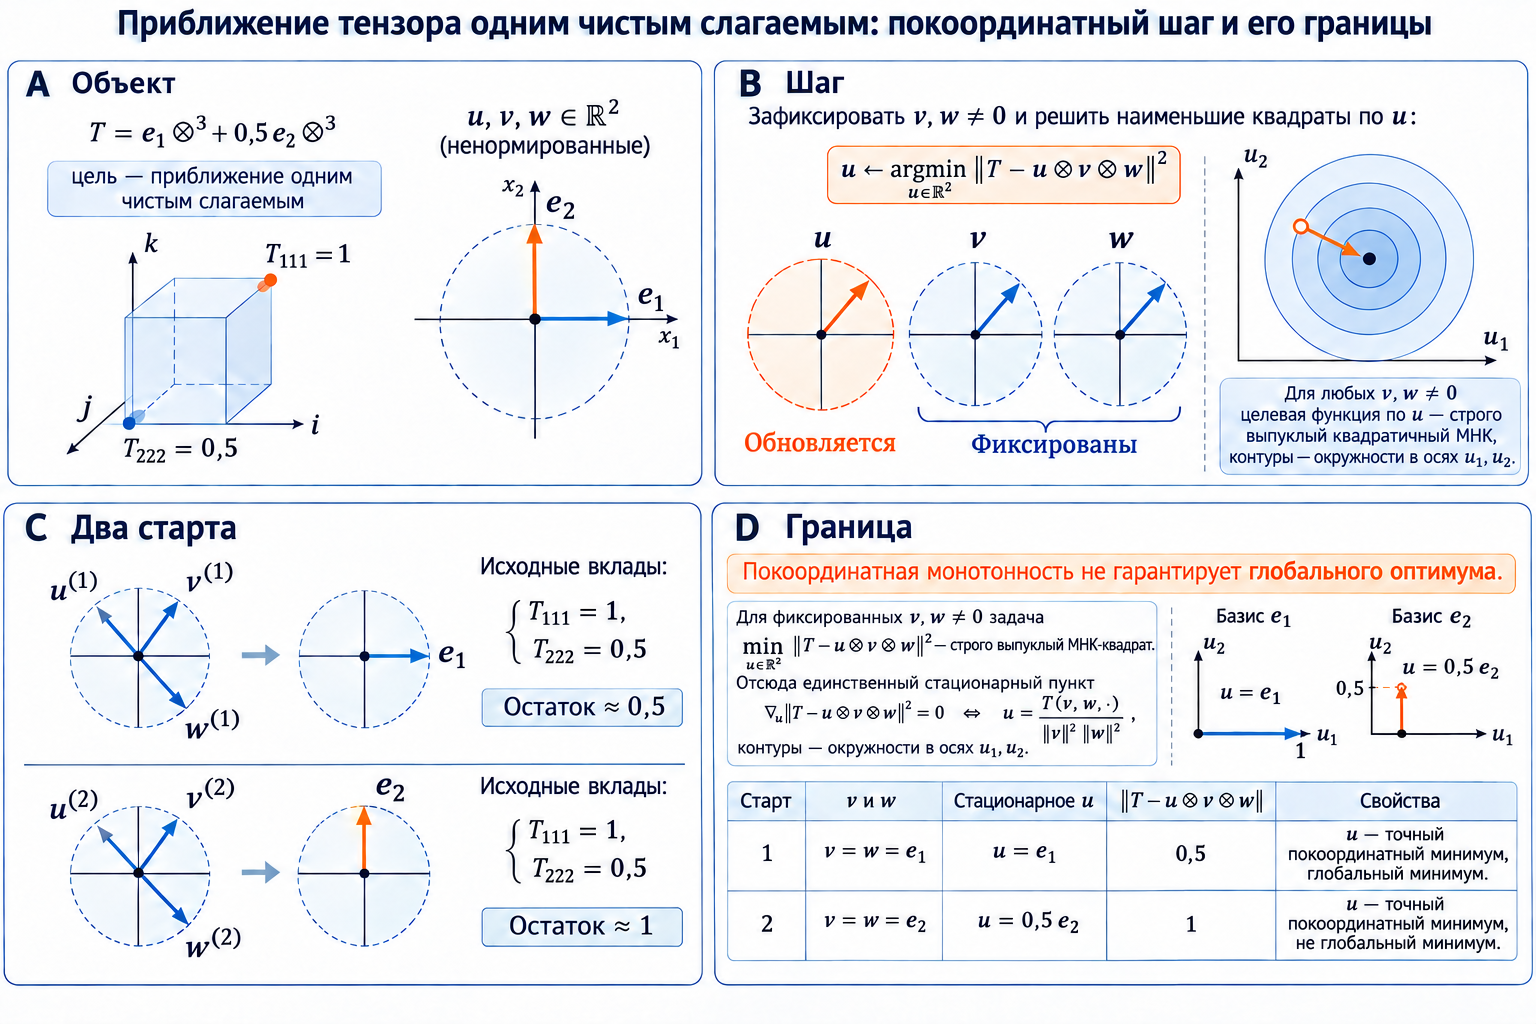 Приближение тензора одним чистым слагаемым: покоординатный шаг и его границы
A Объект
T = e₁ ⊗³ + 0,5 e₂ ⊗³
цель — приближение одним
чистым слагаемым
u, v, w ∈ ℝ²
(ненормированные)
k
T₁₁₁ = 1
j
i
T₂₂₂ = 0,5
x₂
e₂
e₁
x₁
B Шаг
Зафиксировать v, w ≠ 0 и решить наименьшие квадраты по u:
u ← argmin ‖T − u ⊗ v ⊗ w‖²
u∈ℝ²
u
v
w
Обновляется
Фиксированы
u₂
u₁
Для любых v, w ≠ 0
целевая функция по u — строго
выпуклый квадратичный МНК,
контуры — окружности в осях u₁, u₂.
C Два старта
u⁽¹⁾
v⁽¹⁾
w⁽¹⁾
e₁
Исходные вклады:
T₁₁₁ = 1,
T₂₂₂ = 0,5
Остаток ≈ 0,5
u⁽²⁾
v⁽²⁾
w⁽²⁾
e₂
Исходные вклады:
T₁₁₁ = 1,
T₂₂₂ = 0,5
Остаток ≈ 1
D Граница
Покоординатная монотонность не гарантирует глобального оптимума.
Для фиксированных v, w ≠ 0 задача
min ‖T − u ⊗ v ⊗ w‖² — строго выпуклый МНК-квадрат.
u∈ℝ²
Отсюда единственный стационарный пункт
∇ᵤ‖T − u ⊗ v ⊗ w‖² = 0 ⇔ u = T(v, w, ·) / ‖v‖² ‖w‖² ,
контуры — окружности в осях u₁, u₂.
Базис e₁
u₂
u = e₁
u₁
1
Базис e₂
u₂
u = 0,5 e₂
0,5
u₁
Старт v и w Стационарное u ‖T − u ⊗ v ⊗ w‖ Свойства
1 v = w = e₁ u = e₁ 0,5 u — точный
покоординатный минимум,
глобальный минимум.
2 v = w = e₂ u = 0,5 e₂ 1 u — точный
покоординатный минимум,
не глобальный минимум.